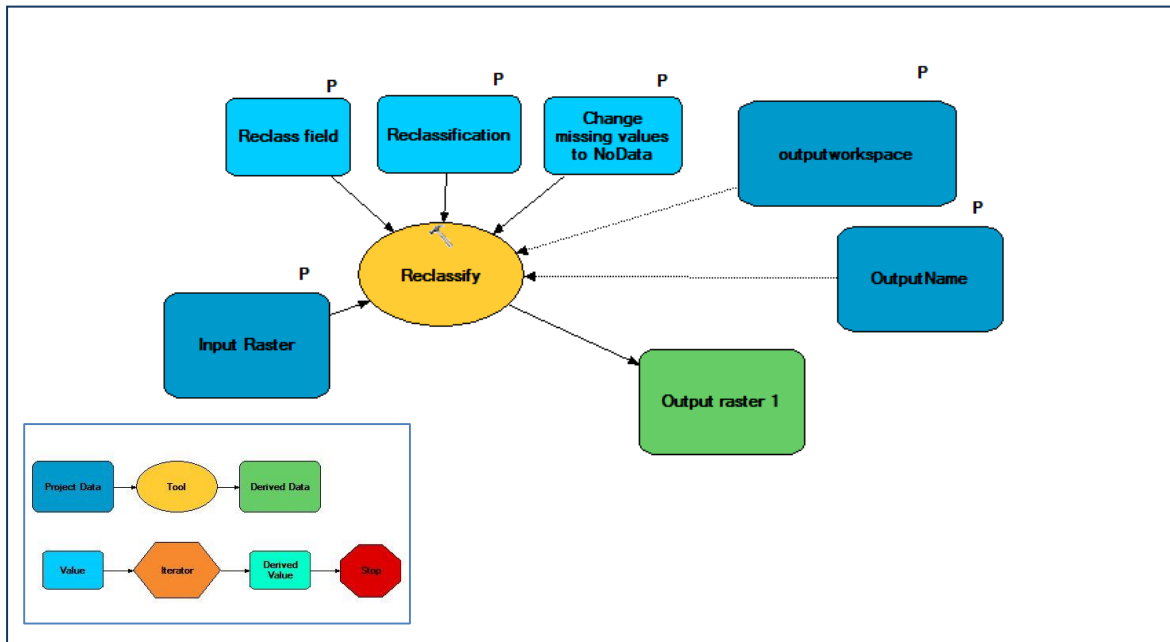 P
P
P
P
Reclass field
Reclassification
Change
missing values
to NoData
outputworkspace
P
P
Reclassify
OutputName
Input Raster
Output raster 1
Project Data
Tool
Derived Data
Value
Iterator
Derived
Value
Stop